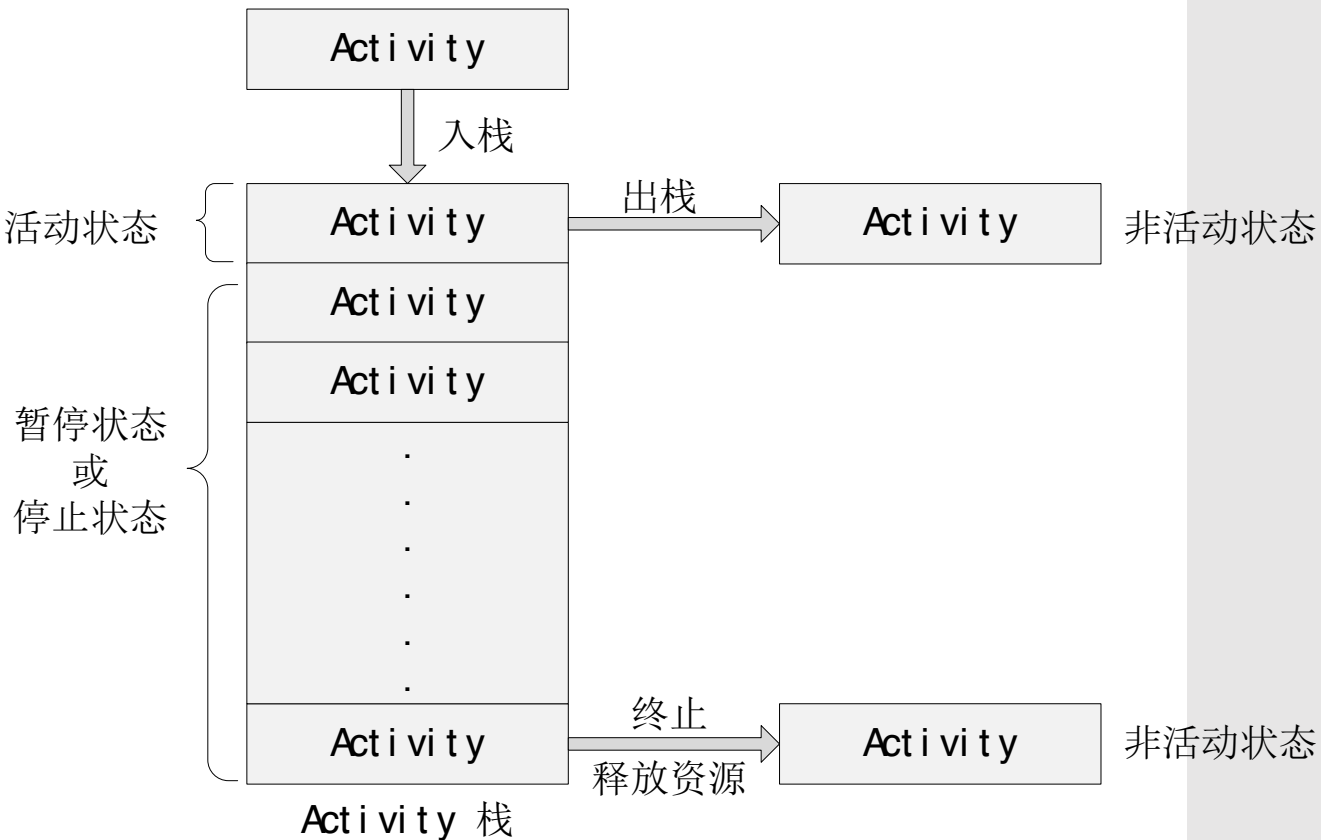 Activity
入栈
活动状态
Activity
出栈
Activity
非活动状态
Activity
Activity
暂停状态
或
停止状态
.
.
.
.
.
.
Activity
终止
释放资源
Activity
非活动状态
Activity 栈